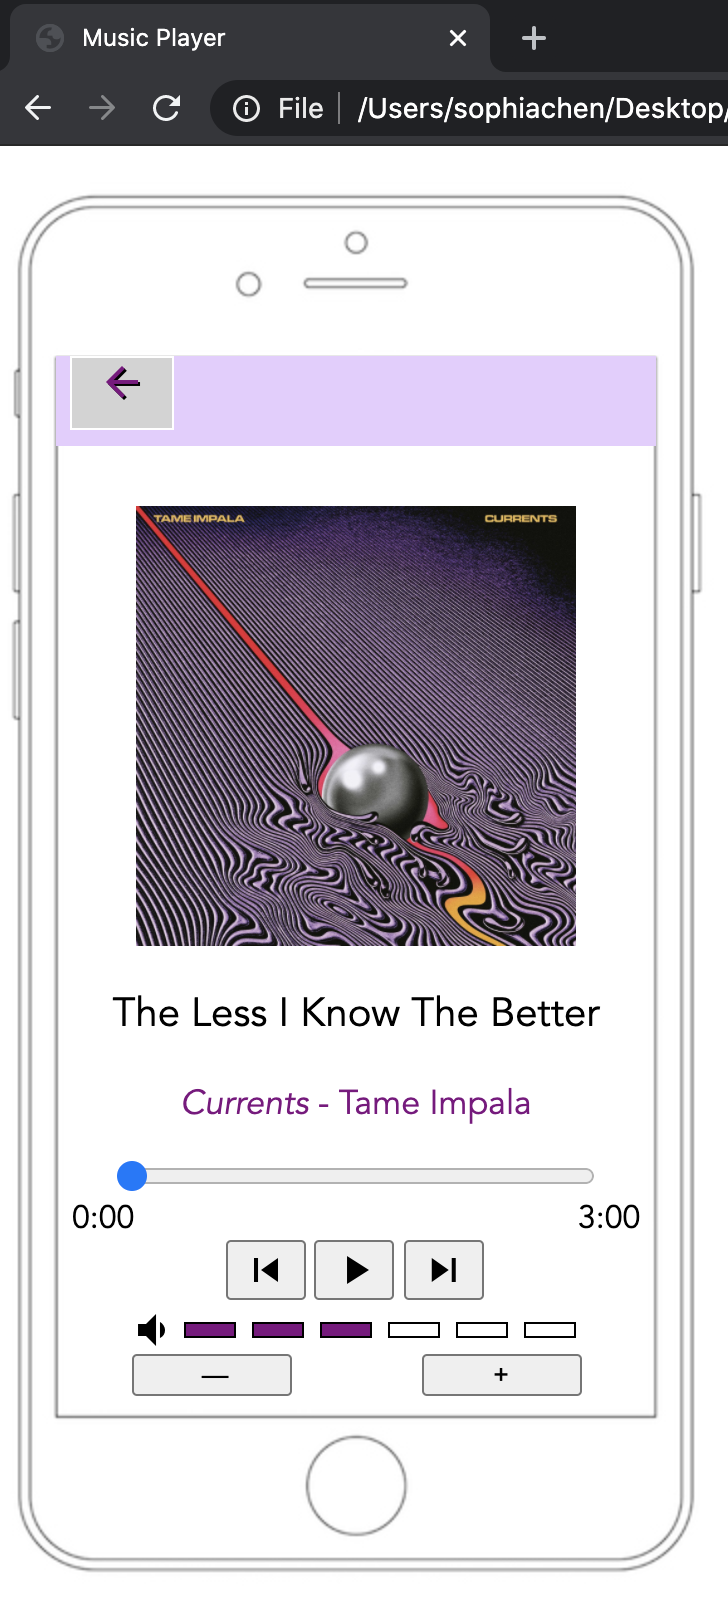 Music Player
File | /Users/sophiachen/Desktop/
TAME IMPALA CURRENTS
The Less I Know The Better
Currents - Tame Impala
0:00 3:00
— +